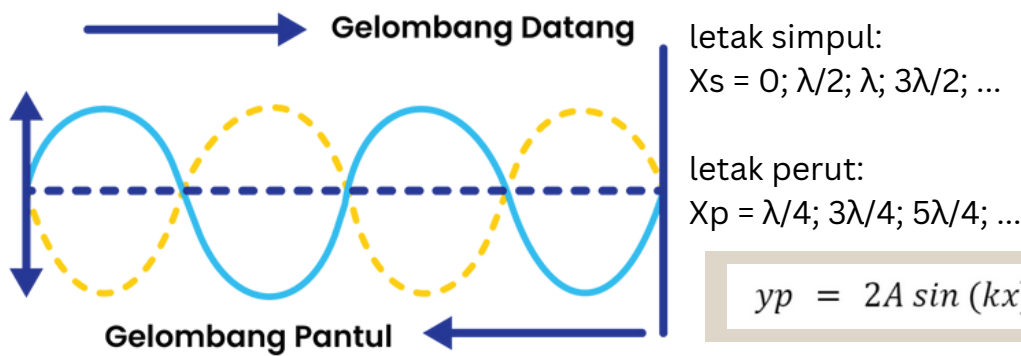 Gelombang Datang
letak simpul:
Xs = 0; λ/2; λ; 3λ/2; ...
letak perut:
Xp = λ/4; 3λ/4; 5λ/4; ...
yp = 2A sin (kx)
Gelombang Pantul